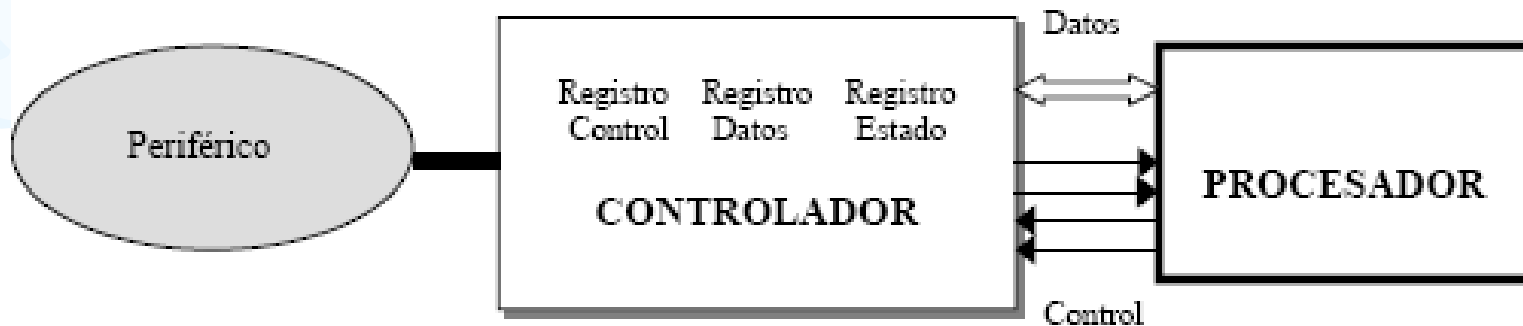 Datos
Periférico
Registro Registro Registro
Control Datos Estado
CONTROLADOR
PROCESADOR
Control